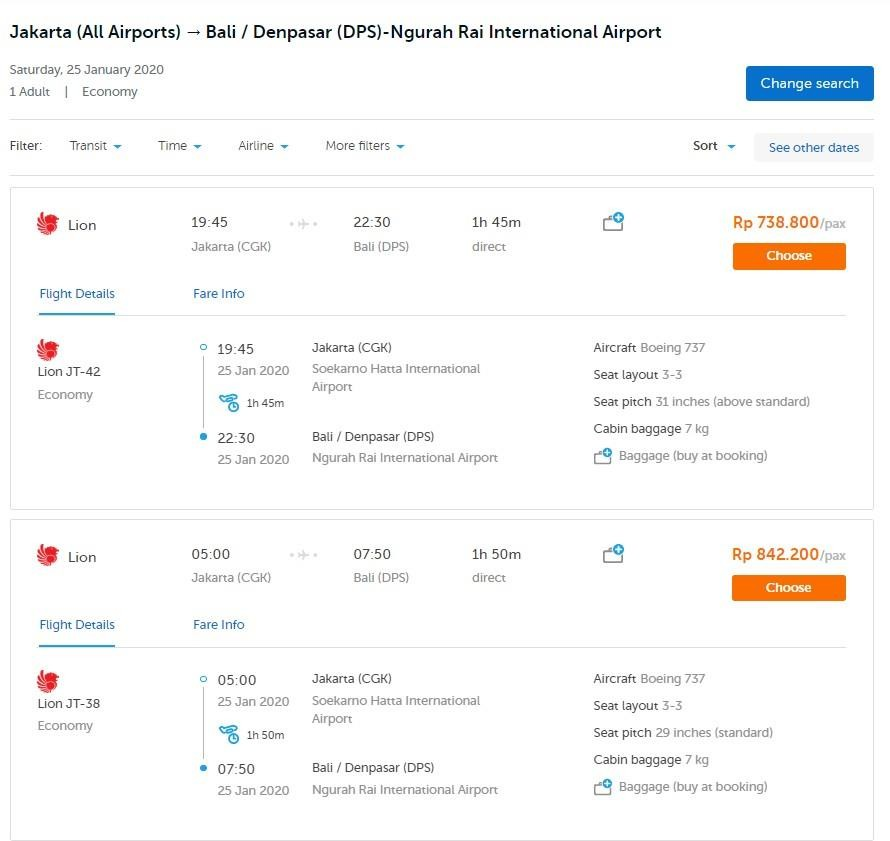 Jakarta (All Airports) → Bali / Denpasar (DPS)-Ngurah Rai International Airport
Saturday, 25 January 2020
1 Adult | Economy
Change search
Filter: Transit Time Airline More filters Sort See other dates
Lion 19:45 22:30 1h 45m Rp 738.800/pax
Jakarta (CGK) Bali (DPS) direct
Choose
Flight Details Fare Info
19:45 Jakarta (CGK) Aircraft Boeing 737
Lion JT-42 25 Jan 2020 Soekarno Hatta International Seat layout 3-3
Airport
Economy 1h 45m Seat pitch 31 inches (above standard)
22:30 Bali / Denpasar (DPS) Cabin baggage 7 kg
25 Jan 2020 Ngurah Rai International Airport Baggage (buy at booking)
Lion 05:00 07:50 1h 50m Rp 842.200/pax
Jakarta (CGK) Bali (DPS) direct
Choose
Flight Details Fare Info
05:00 Jakarta (CGK) Aircraft Boeing 737
Lion JT-38 25 Jan 2020 Soekarno Hatta International Seat layout 3-3
Airport
Economy 1h 50m Seat pitch 29 inches (standard)
07:50 Bali / Denpasar (DPS) Cabin baggage 7 kg
25 Jan 2020 Ngurah Rai International Airport Baggage (buy at booking)